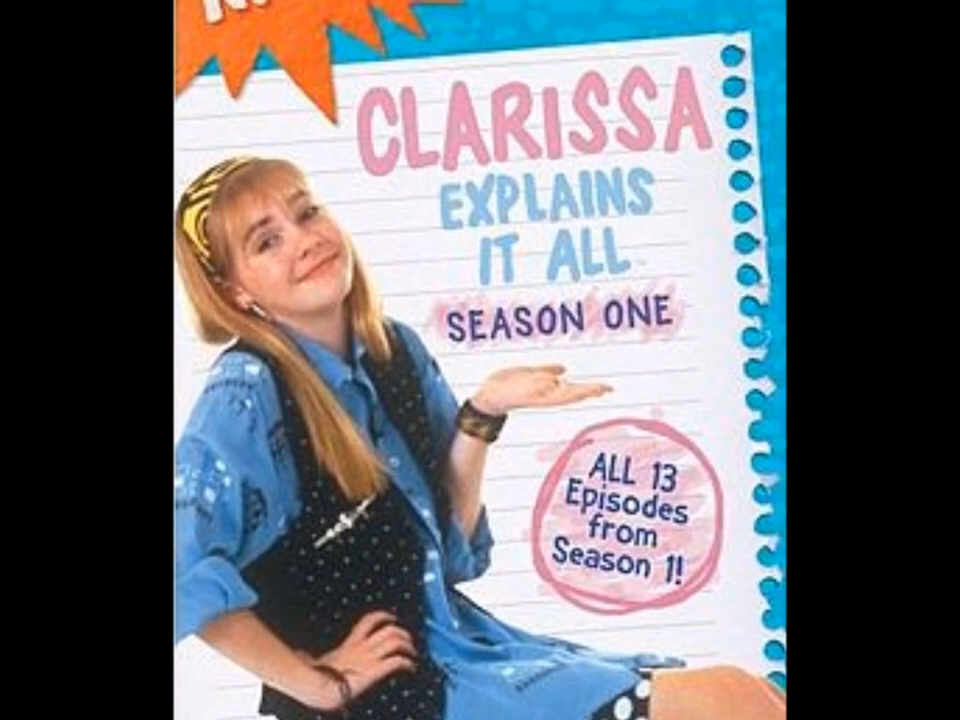 CLARISSA
EXPLAINS
IT ALL
SEASON ONE
ALL 13
Episodes
from
Season 1!